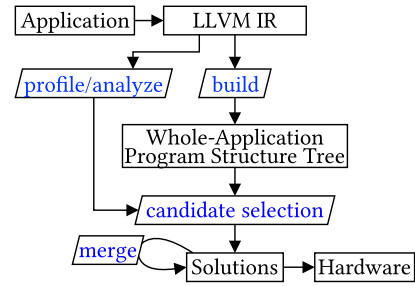 Application
LLVM IR
profile/analyze
build
Whole-Application
Program Structure Tree
candidate selection
merge
Solutions
Hardware